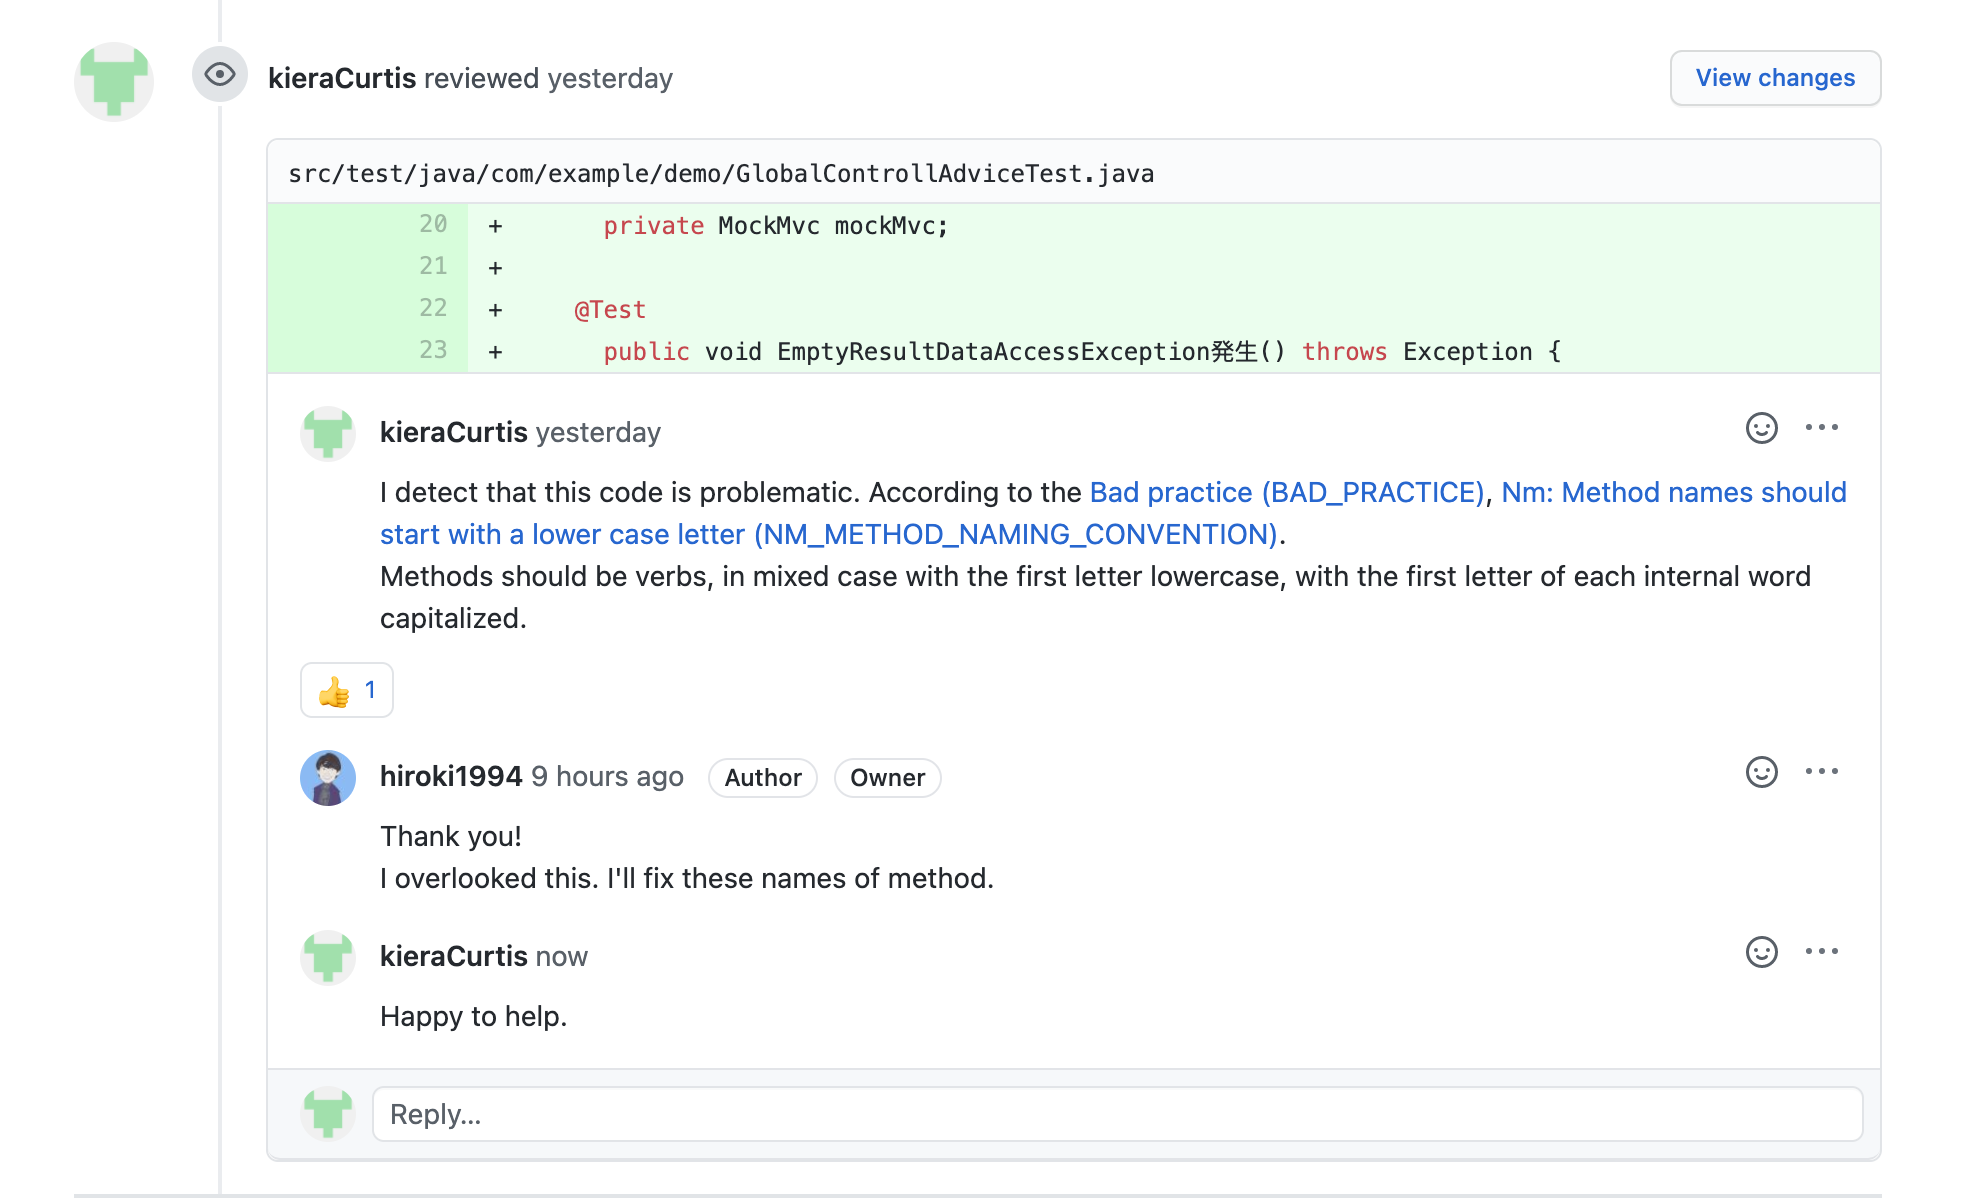 kieraCurtis reviewed yesterday
View changes
src/test/java/com/example/demo/GlobalControllAdviceTest.java
20 + private MockMvc mockMvc;
21 +
22 + @Test
23 + public void EmptyResultDataAccessException発生() throws Exception {
kieraCurtis yesterday
I detect that this code is problematic. According to the Bad practice (BAD_PRACTICE), Nm: Method names should
start with a lower case letter (NM_METHOD_NAMING_CONVENTION).
Methods should be verbs, in mixed case with the first letter lowercase, with the first letter of each internal word
capitalized.
👍 1
hiroki1994 9 hours ago Author Owner
Thank you!
I overlooked this. I'll fix these names of method.
kieraCurtis now
Happy to help.
Reply...